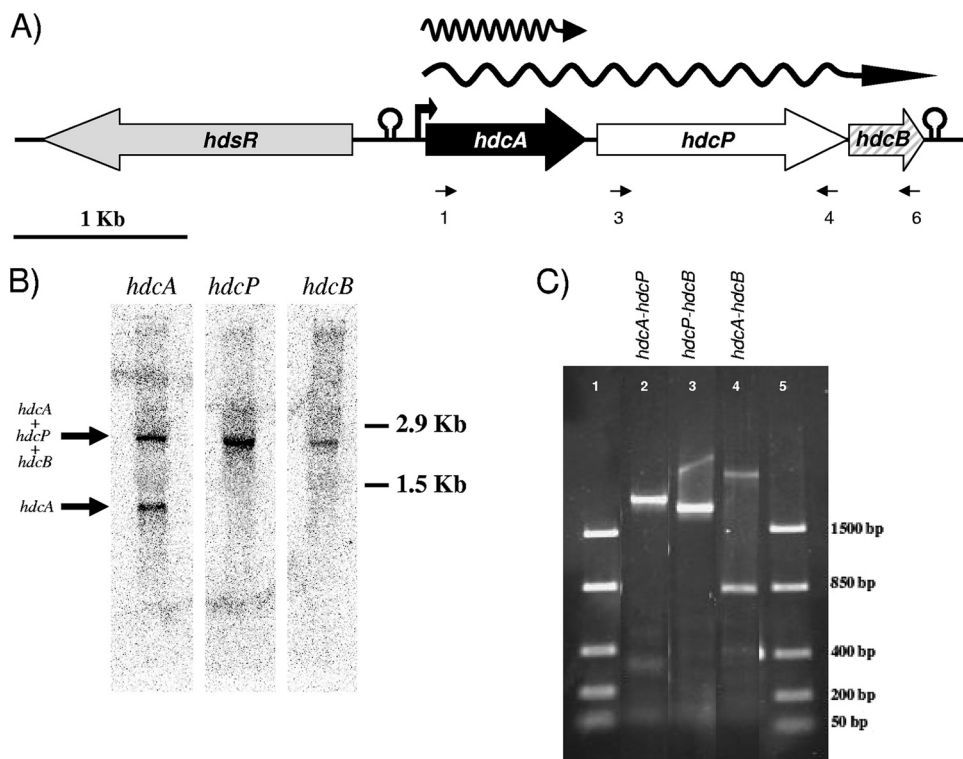 A)
hdsR
hdcA
hdcP
hdcB
1
3
4
6
1 Kb
B)
hdcA
hdcP
hdcB
hdcA
+
hdcP
+
hdcB
hdcA
2.9 Kb
1.5 Kb
C)
hdcA-hdcP
hdcP-hdcB
hdcA-hdcB
1
2
3
4
5
1500 bp
850 bp
400 bp
200 bp
50 bp